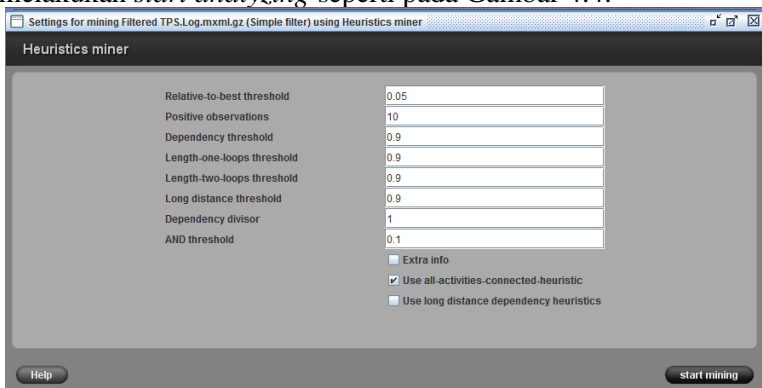 melakukan start analyzing seperti pada Gambar 4.4.
Settings for mining Filtered TPS.Log.mxml.gz (Simple filter) using Heuristics miner
Heuristics miner
Relative-to-best threshold 0.05
Positive observations 10
Dependency threshold 0.9
Length-one-loops threshold 0.9
Length-two-loops threshold 0.9
Long distance threshold 0.9
Dependency divisor 1
AND threshold 0.1
Extra info
Use all-activities-connected-heuristic
Use long distance dependency heuristics
Help start mining